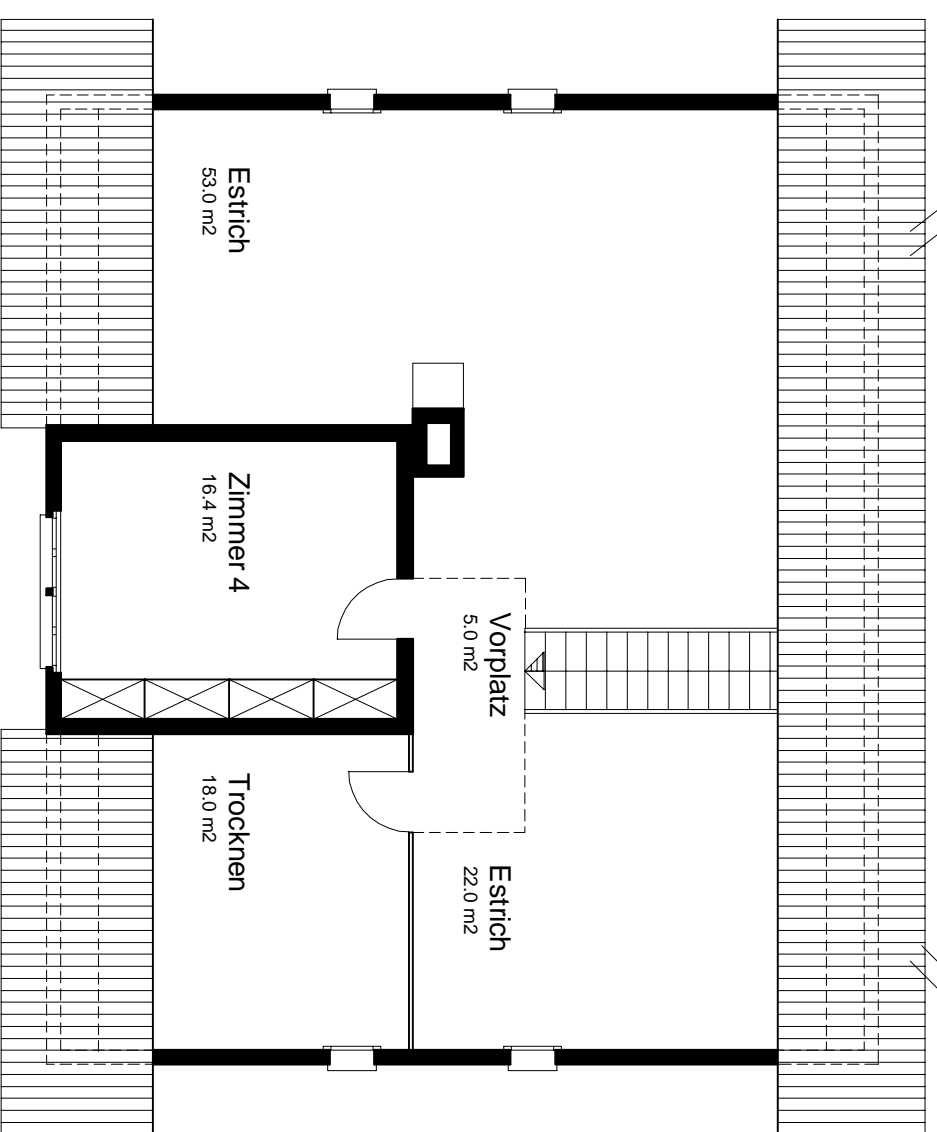 Estrich
53.0 m2
Zimmer 4
16.4 m2
Vorplatz
5.0 m2
Trocknen
18.0 m2
Estrich
22.0 m2